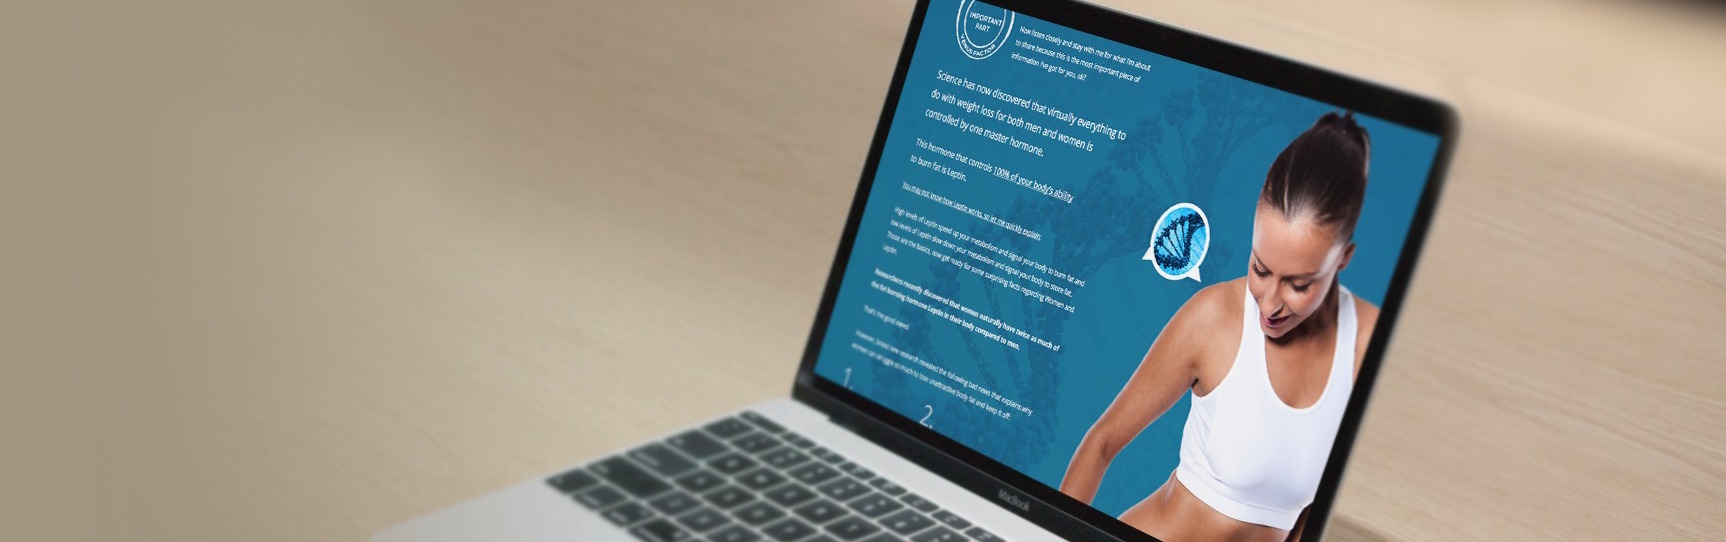 IMPORTANT
PART
VENUS FACTOR
Now listen closely and stay with me for what I'm about
to share because this is the most important piece of
information I've got for you, ok?
Science has now discovered that virtually everything to
do with weight loss for both men and women is
controlled by one master hormone.
This hormone that controls 100% of your body's ability
to burn fat is Leptin.
You may not know how Leptin works, so let me quickly explain:
High levels of Leptin speed up your metabolism and signal your body to burn fat and
low levels of Leptin slow down your metabolism and signal your body to store fat.
Those are the basics, now get ready for some surprising facts regarding Women and
Leptin.
Researchers recently discovered that women naturally have twice as much of
the fat burning hormone Leptin in their body compared to men.
That's the good news!
However, brand new research revealed the following bad news that explains why
women can struggle so much to lose unattractive body fat and keep it off:
1.
2.
MacBook